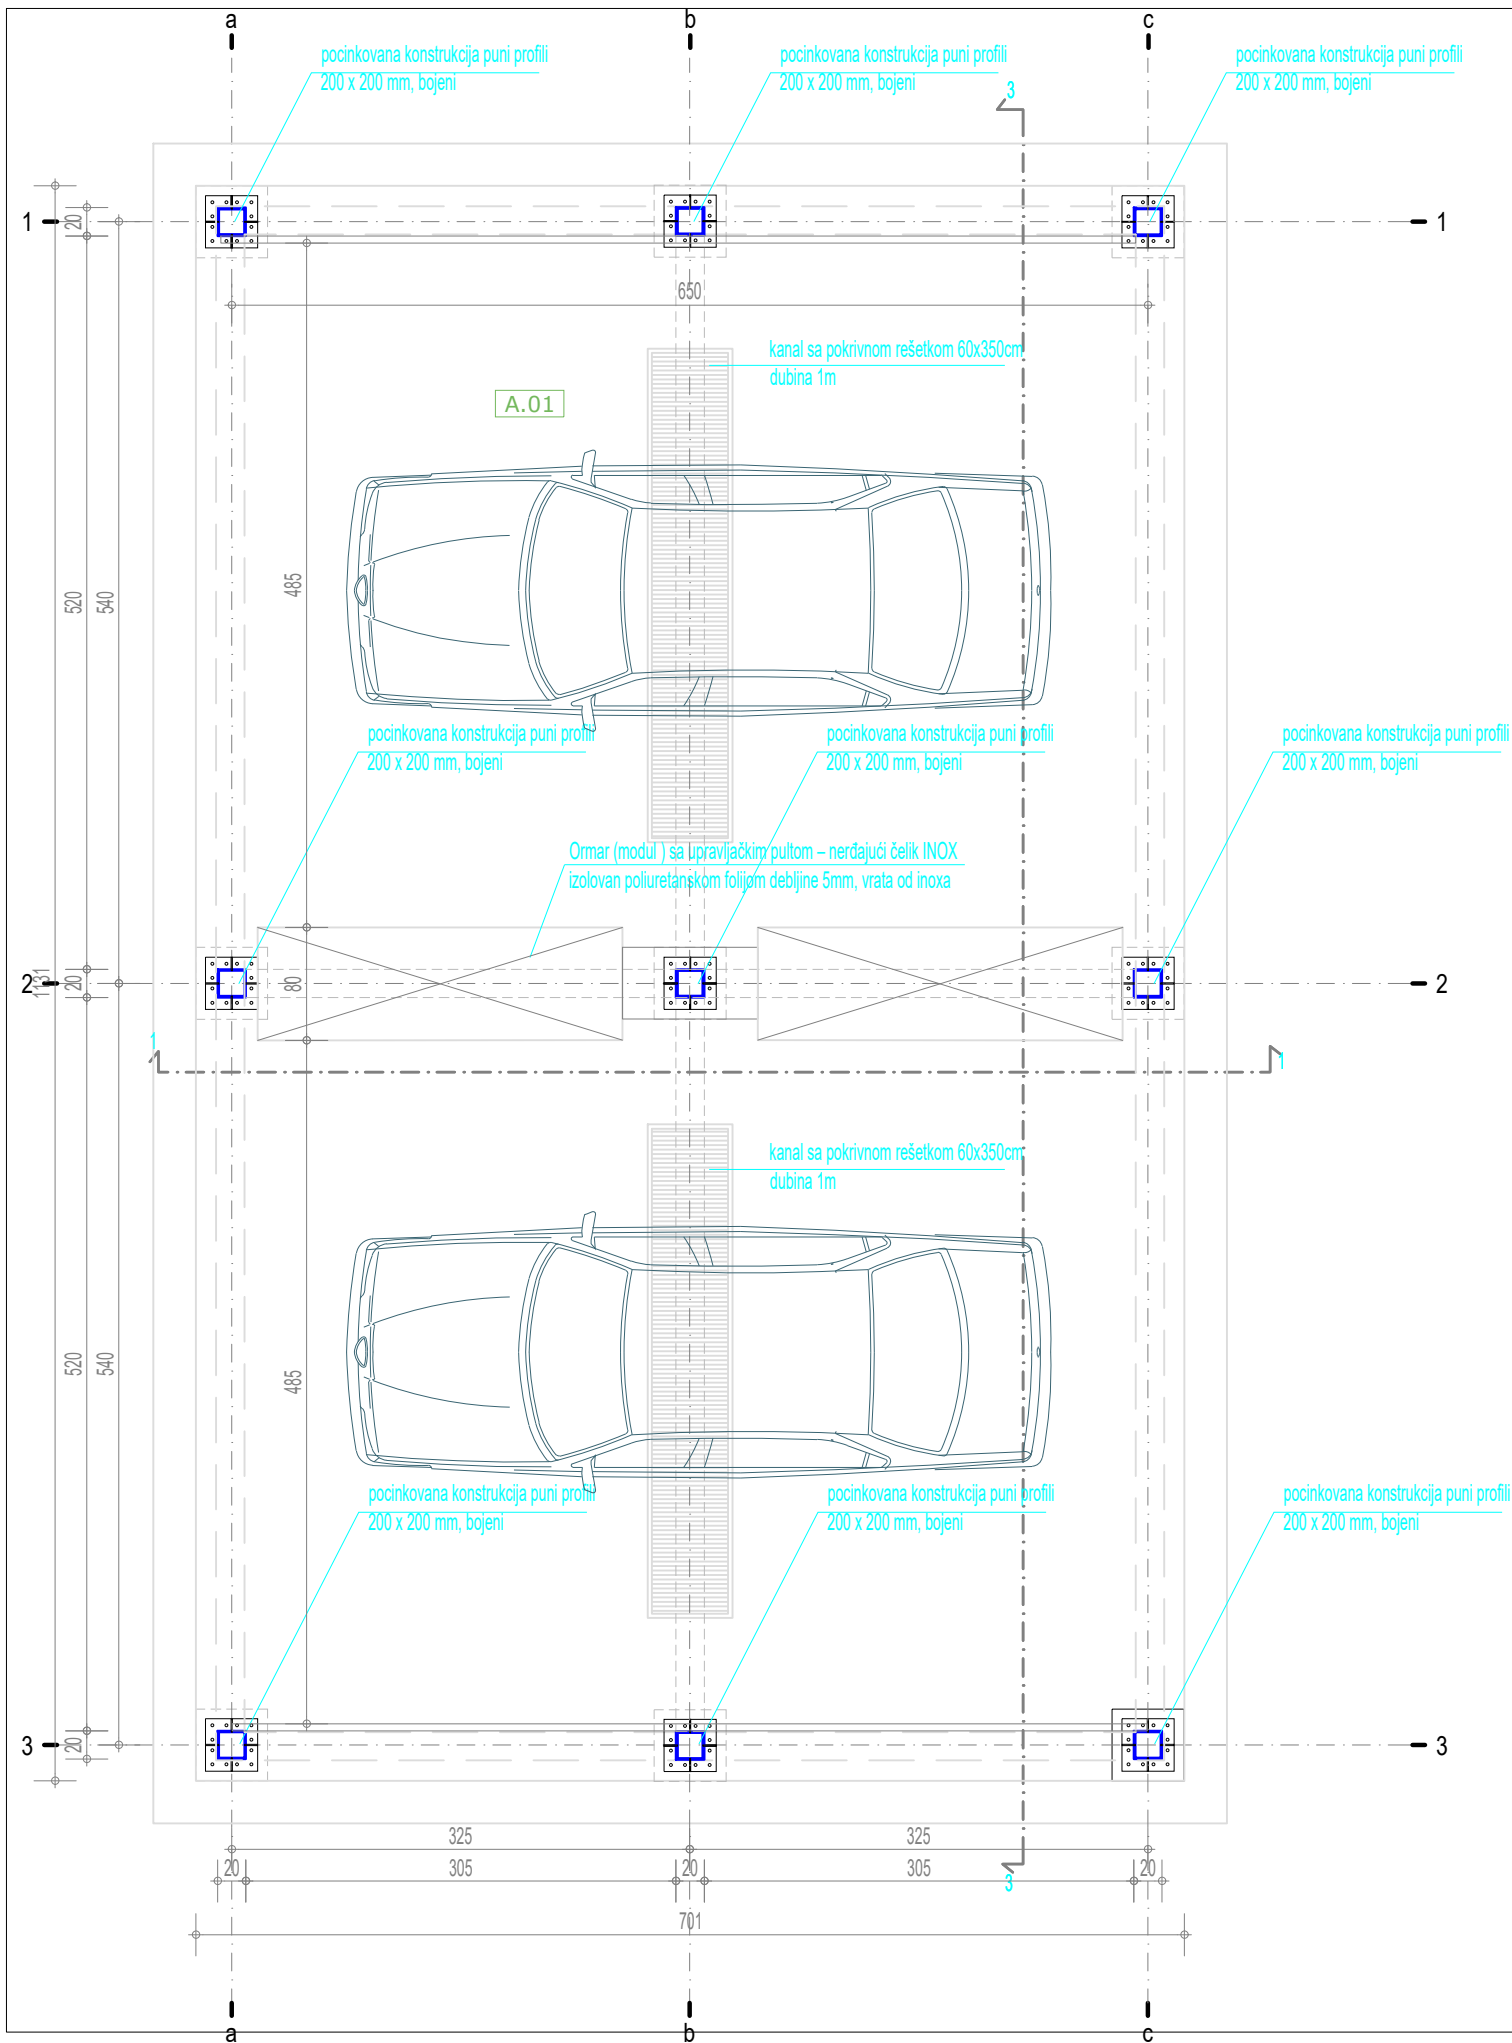 a b c
pocinkovana konstrukcija puni profili
200 x 200 mm, bojeni
pocinkovana konstrukcija puni profili
200 x 200 mm, bojeni
pocinkovana konstrukcija puni profili
200 x 200 mm, bojeni
3
1 20 1
650
kanal sa pokrivnom rešetkom 60x350cm
dubina 1m
A.01
520 540 485
pocinkovana konstrukcija puni profili
200 x 200 mm, bojeni
pocinkovana konstrukcija puni profili
200 x 200 mm, bojeni
pocinkovana konstrukcija puni profili
200 x 200 mm, bojeni
Ormar (modul ) sa upravljačkim pultom – nerđajući čelik INOX
izolovan poliuretanskom folijom debljine 5mm, vrata od inoxa
2 1131 20 80 2
1 1
kanal sa pokrivnom rešetkom 60x350cm
dubina 1m
520 540 485
pocinkovana konstrukcija puni profili
200 x 200 mm, bojeni
pocinkovana konstrukcija puni profili
200 x 200 mm, bojeni
pocinkovana konstrukcija puni profili
200 x 200 mm, bojeni
3 20 3
325 325
20 305 20 305 20
3
701
a b c